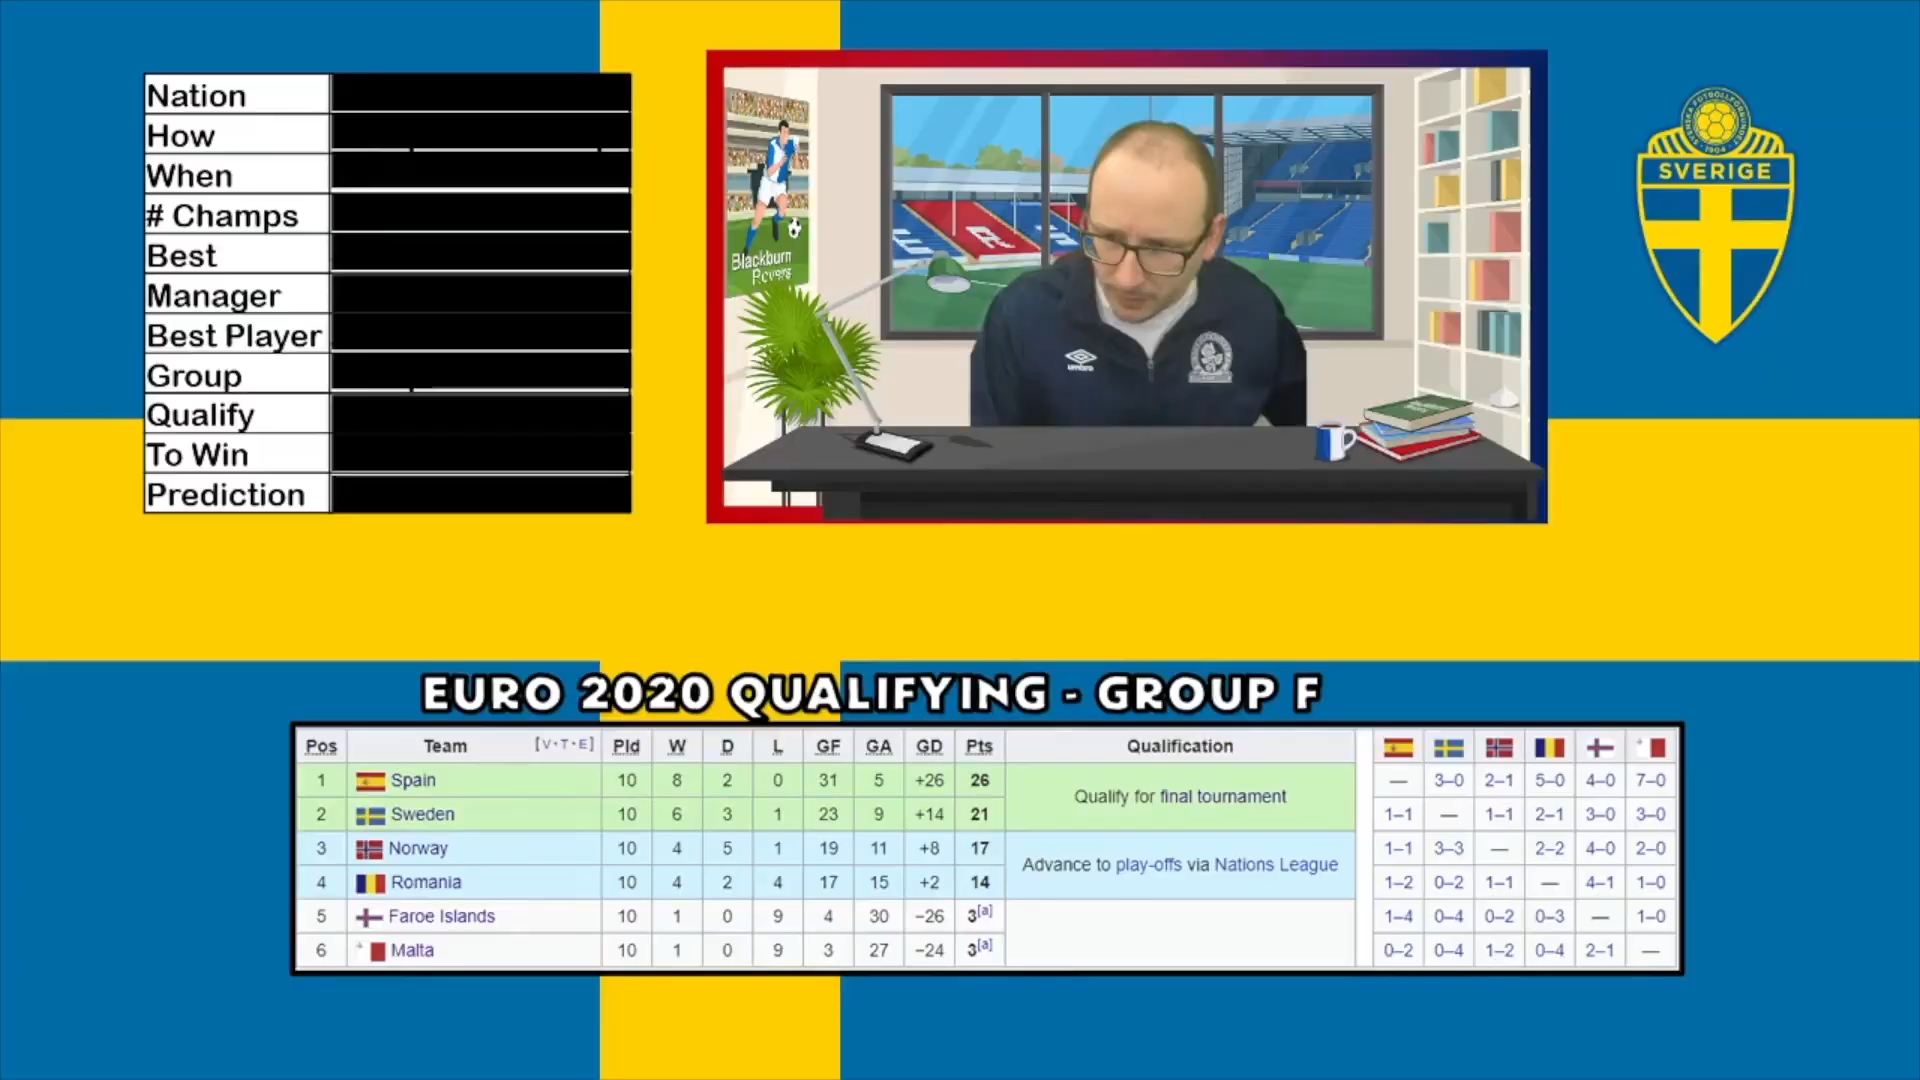 Nation
How
When
# Champs
Best
Manager
Best Player
Group
Qualify
To Win
Prediction
Blackburn
Rovers
umbro
SVENSKA FOTBOLLFÖRBUNDET
1904
SVERIGE
EURO 2020 QUALIFYING - GROUP F
Pos Team [V·T·E] Pld W D L GF GA GD Pts Qualification
1 Spain 10 8 2 0 31 5 +26 26 Qualify for final tournament — 3–0 2–1 5–0 4–0 7–0
2 Sweden 10 6 3 1 23 9 +14 21 1–1 — 1–1 2–1 3–0 3–0
3 Norway 10 4 5 1 19 11 +8 17 Advance to play-offs via Nations League 1–1 3–3 — 2–2 4–0 2–0
4 Romania 10 4 2 4 17 15 +2 14 1–2 0–2 1–1 — 4–1 1–0
5 Faroe Islands 10 1 0 9 4 30 −26 3[a] 1–4 0–4 0–2 0–3 — 1–0
6 Malta 10 1 0 9 3 27 −24 3[a] 0–2 0–4 1–2 0–4 2–1 —